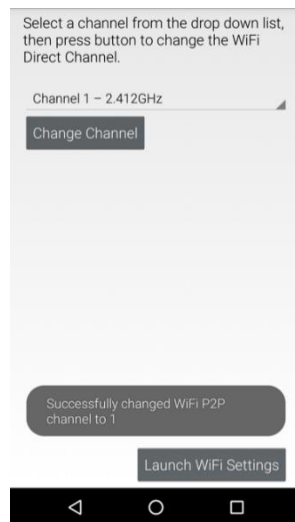 Select a channel from the drop down list,
then press button to change the WiFi
Direct Channel.
Channel 1 – 2.412GHz
Change Channel
Successfully changed WiFi P2P
channel to 1
Launch WiFi Settings